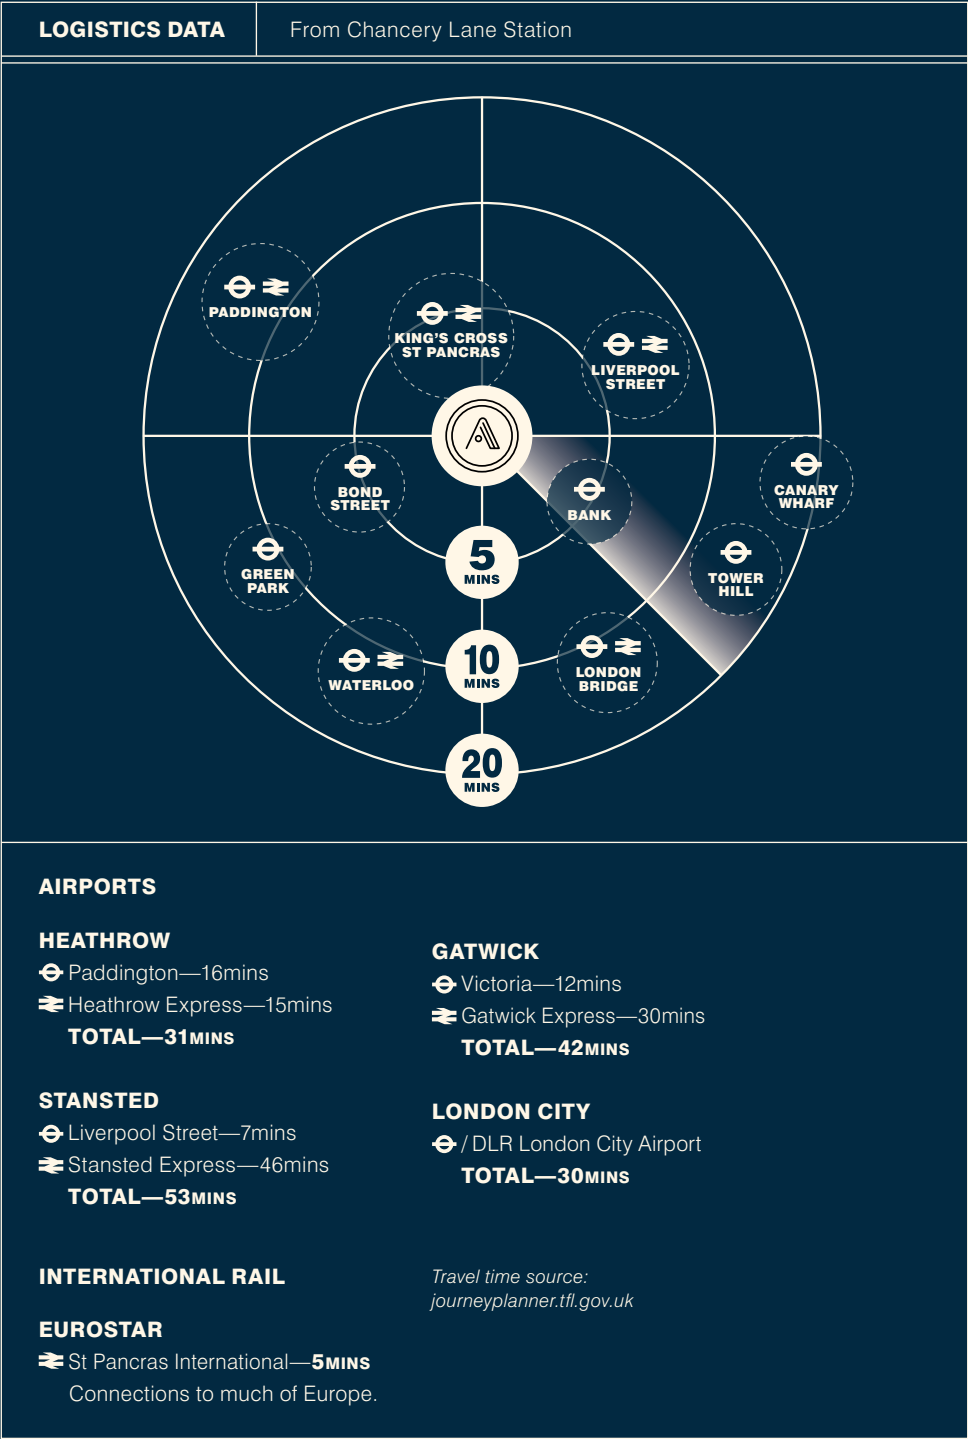 LOGISTICS DATA
From Chancery Lane Station
PADDINGTON
KING'S CROSS
ST PANCRAS
LIVERPOOL
STREET
BOND
STREET
BANK
CANARY
WHARF
GREEN
PARK
TOWER
HILL
5
MINS
WATERLOO
10
MINS
LONDON
BRIDGE
20
MINS
AIRPORTS
HEATHROW
Paddington—16mins
Heathrow Express—15mins
TOTAL—31MINS
GATWICK
Victoria—12mins
Gatwick Express—30mins
TOTAL—42MINS
STANSTED
Liverpool Street—7mins
Stansted Express—46mins
TOTAL—53MINS
LONDON CITY
/ DLR London City Airport
TOTAL—30MINS
INTERNATIONAL RAIL
EUROSTAR
St Pancras International—5MINS
Connections to much of Europe.
Travel time source:
journeyplanner.tfl.gov.uk